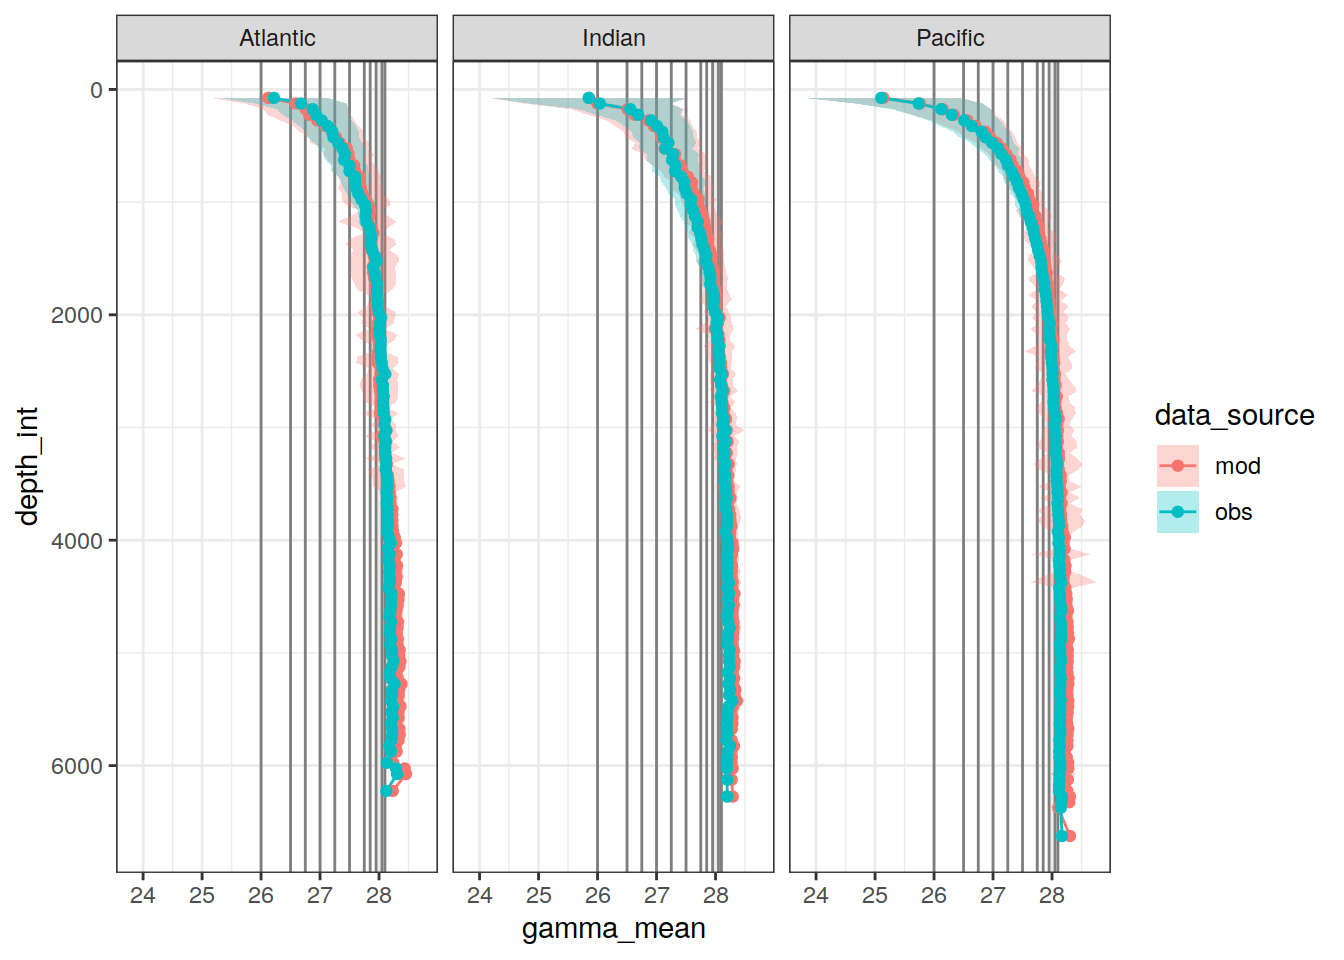 Atlantic Indian Pacific
0
2000
4000
6000
depth_int
24 25 26 27 28 24 25 26 27 28 24 25 26 27 28
gamma_mean
data_source
mod
obs